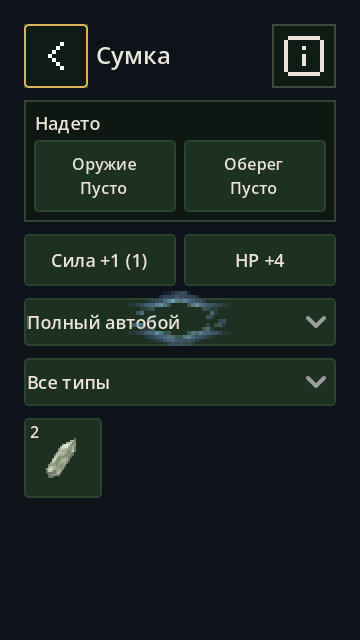 Сумка
Надето
Оружие
Пусто
Оберег
Пусто
Сила +1 (1)
HP +4
Полный автобой
Все типы
2